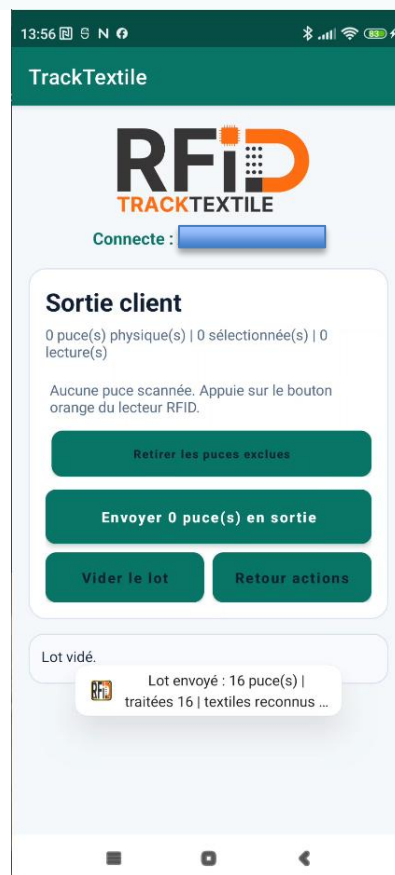 13:56
83
TrackTextile
RFiD
TRACKTEXTILE
Connecte :
Sortie client
0 puce(s) physique(s) | 0 sélectionnée(s) | 0
lecture(s)
Aucune puce scannée. Appuie sur le bouton
orange du lecteur RFID.
Retirer les puces exclues
Envoyer 0 puce(s) en sortie
Vider le lot
Retour actions
Lot vidé.
RFiD
Lot envoyé : 16 puce(s) |
traitées 16 | textiles reconnus ...